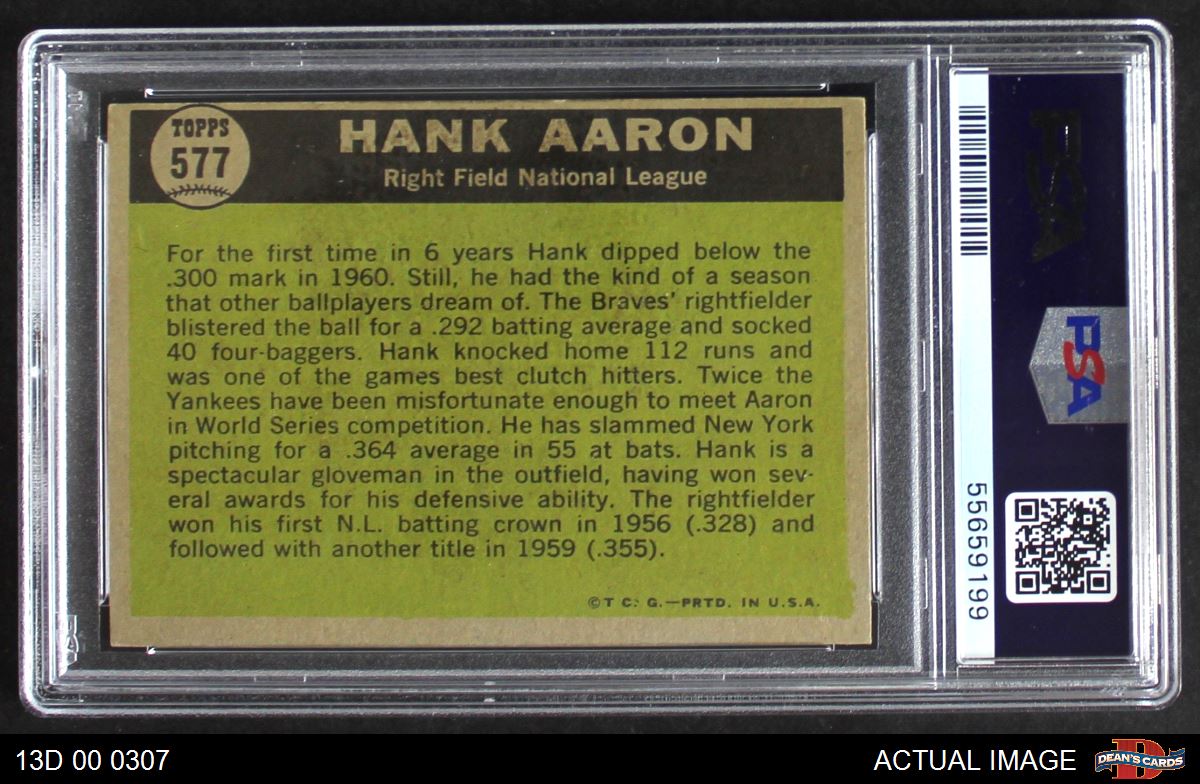 TOPPS
577
HANK AARON
Right Field National League
For the first time in 6 years Hank dipped below the
.300 mark in 1960. Still, he had the kind of a season
that other ballplayers dream of. The Braves' rightfielder
blistered the ball for a .292 batting average and socked
40 four-baggers. Hank knocked home 112 runs and
was one of the games best clutch hitters. Twice the
Yankees have been misfortunate enough to meet Aaron
in World Series competition. He has slammed New York
pitching for a .364 average in 55 at bats. Hank is a
spectacular gloveman in the outfield, having won sev-
eral awards for his defensive ability. The rightfielder
won his first N.L. batting crown in 1956 (.328) and
followed with another title in 1959 (.355).
©T. C. G.—PRTD. IN U.S.A.
PSA
PSA
55659199
13D 00 0307
ACTUAL IMAGE
D
DEAN'S CARDS